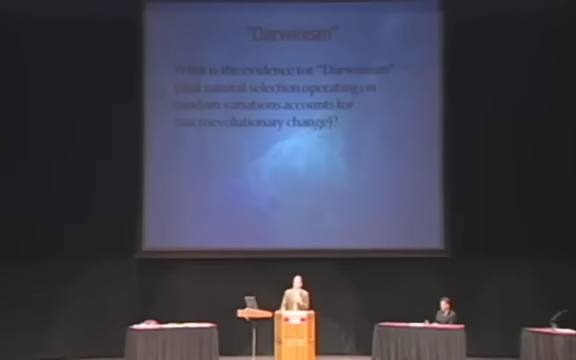 "Darwinism"
What is the evidence for "Darwinism"
(that natural selection operating on
random variations accounts for
macroevolutionary change)?